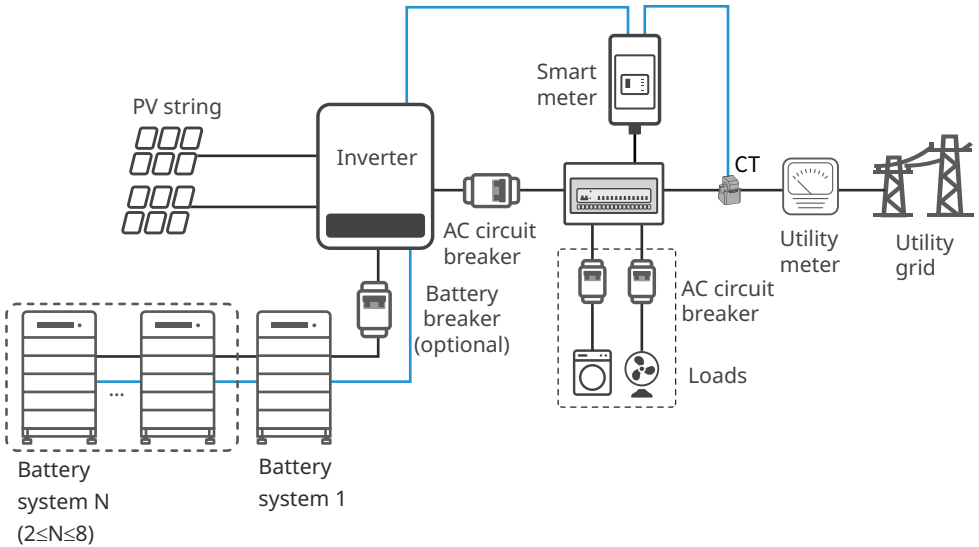 Smart
meter
PV string
Inverter
CT
AC circuit
breaker
Utility
meter
Utility
grid
Battery
breaker
(optional)
AC circuit
breaker
Loads
...
Battery
system N
(2≤N≤8)
Battery
system 1